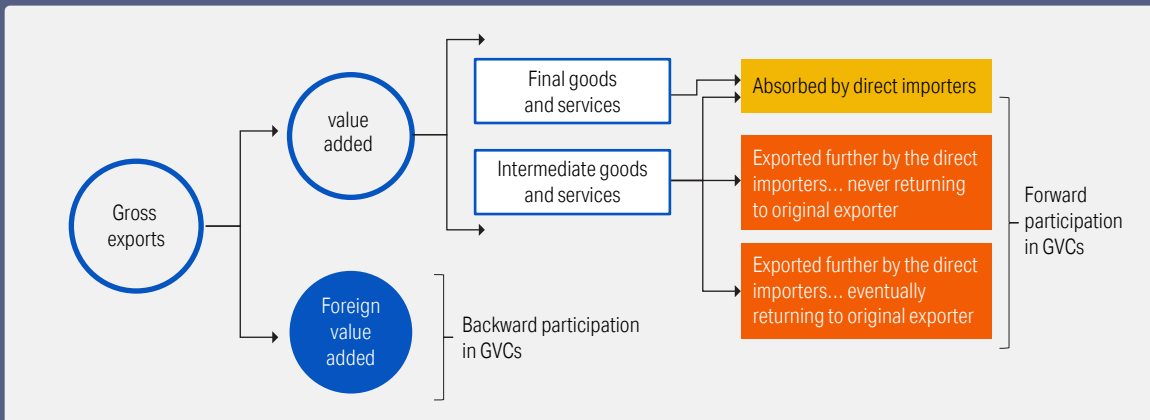 Gross
exports
value
added
Foreign
value
added
Backward participation
in GVCs
Final goods
and services
Intermediate goods
and services
Absorbed by direct importers
Exported further by the direct
importers... never returning
to original exporter
Exported further by the direct
importers... eventually
returning to original exporter
Forward
participation
in GVCs